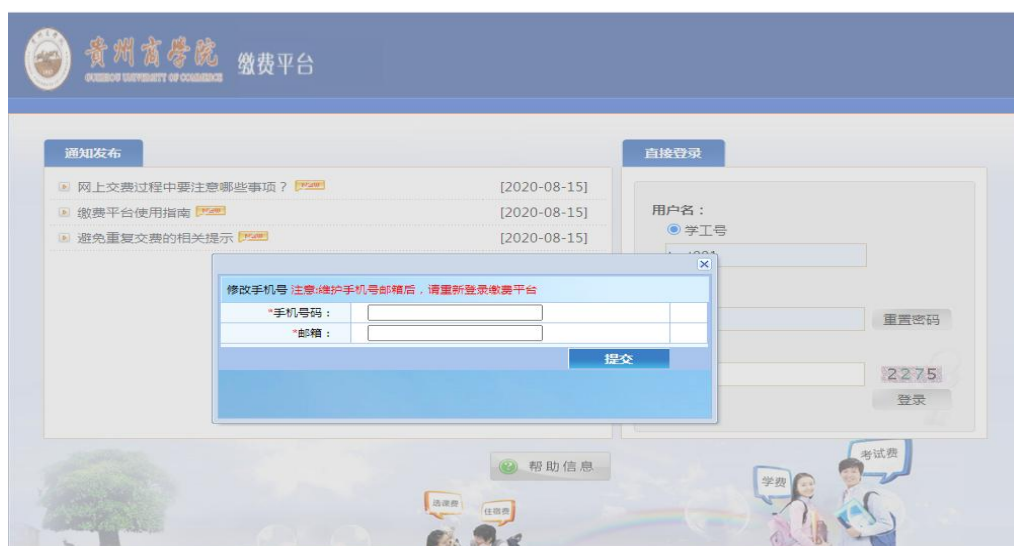 貴州商學院 缴费平台
GUIZHOU UNIVERSITY OF COMMERCE
通知发布
网上交费过程中要注意哪些事项？
[2020-08-15]
缴费平台使用指南
[2020-08-15]
避免重复交费的相关提示
[2020-08-15]
直接登录
用户名：
学工号
修改手机号 注意:维护手机号邮箱后，请重新登录缴费平台
*手机号码：
*邮箱：
提交
重置密码
2275
登录
帮助信息
选课费
住宿费
学费
考试费